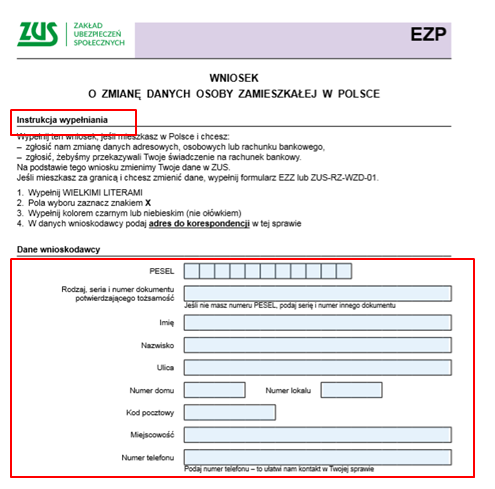 ZUS
ZAKŁAD
UBEZPIECZEŃ
SPOŁECZNYCH
EZP
WNIOSEK
O ZMIANĘ DANYCH OSOBY ZAMIESZKAŁEJ W POLSCE
Instrukcja wypełniania
Wypełnij ten wniosek, jeśli mieszkasz w Polsce i chcesz:
– zgłosić nam zmianę danych adresowych, osobowych lub rachunku bankowego,
– zgłosić, żebyśmy przekazywali Twoje świadczenie na rachunek bankowy.
Na podstawie tego wniosku zmienimy Twoje dane w ZUS.
Jeśli mieszkasz za granicą i chcesz zmienić dane, wypełnij formularz EZZ lub ZUS-RZ-WZD-01.
1. Wypełnij WIELKIMI LITERAMI
2. Pola wyboru zaznacz znakiem X
3. Wypełnij kolorem czarnym lub niebieskim (nie ołówkiem)
4. W danych wnioskodawcy podaj adres do korespondencji w tej sprawie
Dane wnioskodawcy
PESEL
Rodzaj, seria i numer dokumentu
potwierdzającego tożsamość
Jeśli nie masz numeru PESEL, podaj serię i numer innego dokumentu
Imię
Nazwisko
Ulica
Numer domu Numer lokalu
Kod pocztowy
Miejscowość
Numer telefonu
Podaj numer telefonu – to ułatwi nam kontakt w Twojej sprawie